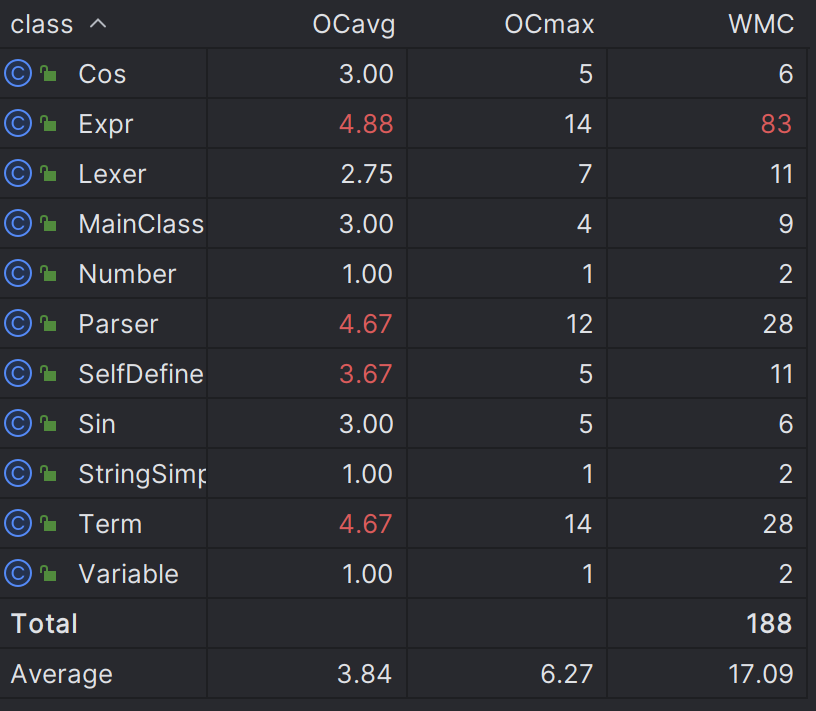 class OCavg OCmax WMC
C Cos 3.00 5 6
C Expr 4.88 14 83
C Lexer 2.75 7 11
C MainClass 3.00 4 9
C Number 1.00 1 2
C Parser 4.67 12 28
C SelfDefine 3.67 5 11
C Sin 3.00 5 6
C StringSimp 1.00 1 2
C Term 4.67 14 28
C Variable 1.00 1 2
Total 188
Average 3.84 6.27 17.09